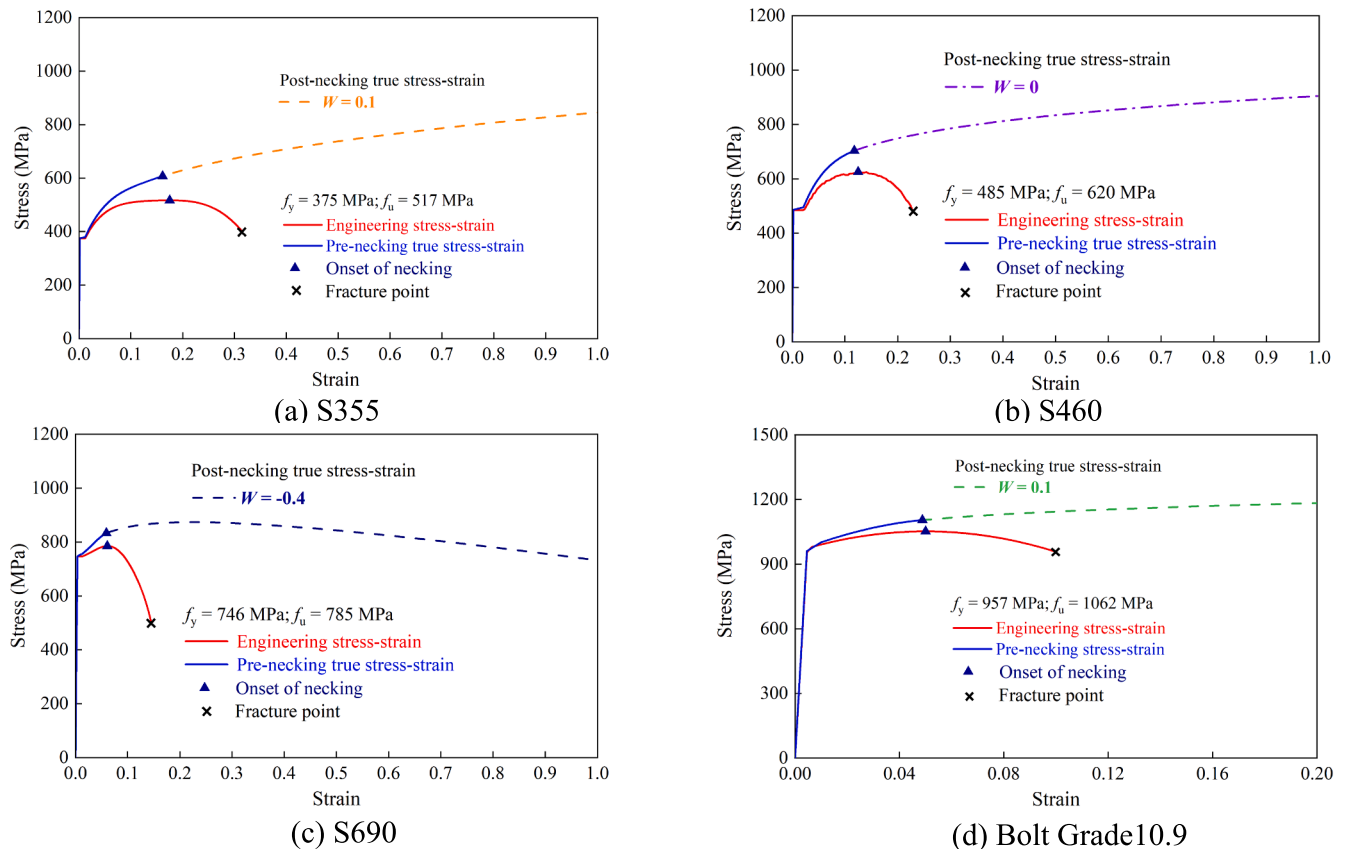 1200
1000
800
600
400
200
0
Stress (MPa)
Post-necking true stress-strain
W = 0.1
fy = 375 MPa; fu = 517 MPa
Engineering stress-strain
Pre-necking true stress-strain
Onset of necking
Fracture point
0.0 0.1 0.2 0.3 0.4 0.5 0.6 0.7 0.8 0.9 1.0
Strain
(a) S355
1200
1000
800
600
400
200
0
Stress (MPa)
Post-necking true stress-strain
W = 0
fy = 485 MPa; fu = 620 MPa
Engineering stress-strain
Pre-necking true stress-strain
Onset of necking
Fracture point
0.0 0.1 0.2 0.3 0.4 0.5 0.6 0.7 0.8 0.9 1.0
Strain
(b) S460
1200
1000
800
600
400
200
0
Stress (MPa)
Post-necking true stress-strain
W = -0.4
fy = 746 MPa; fu = 785 MPa
Engineering stress-strain
Pre-necking true stress-strain
Onset of necking
Fracture point
0.0 0.1 0.2 0.3 0.4 0.5 0.6 0.7 0.8 0.9 1.0
Strain
(c) S690
1500
1200
900
600
300
0
Stress (MPa)
Post-necking true stress-strain
W = 0.1
fy = 957 MPa; fu = 1062 MPa
Engineering stress-strain
Pre-necking true stress-strain
Onset of necking
Fracture point
0.00 0.04 0.08 0.12 0.16 0.20
Strain
(d) Bolt Grade10.9